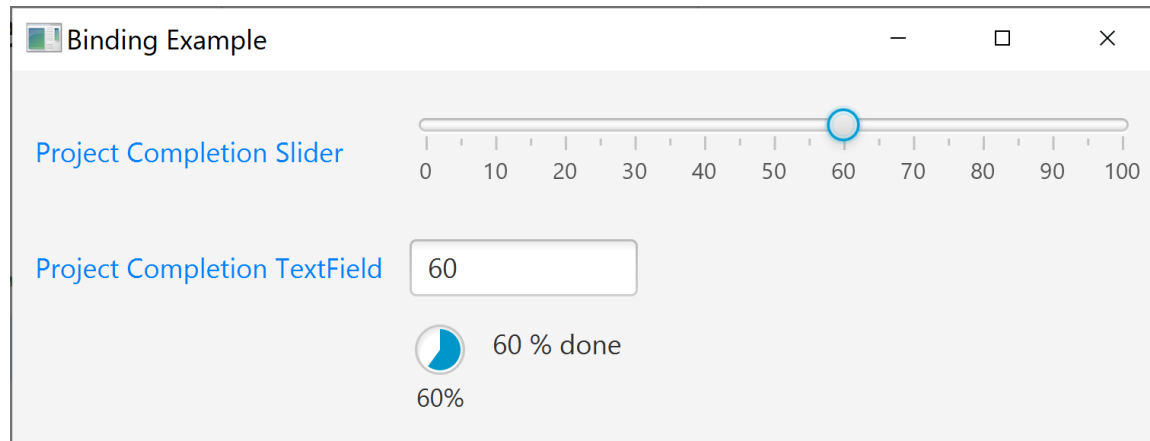 Binding Example
Project Completion Slider
0 10 20 30 40 50 60 70 80 90 100
Project Completion TextField 60
60 % done
60%